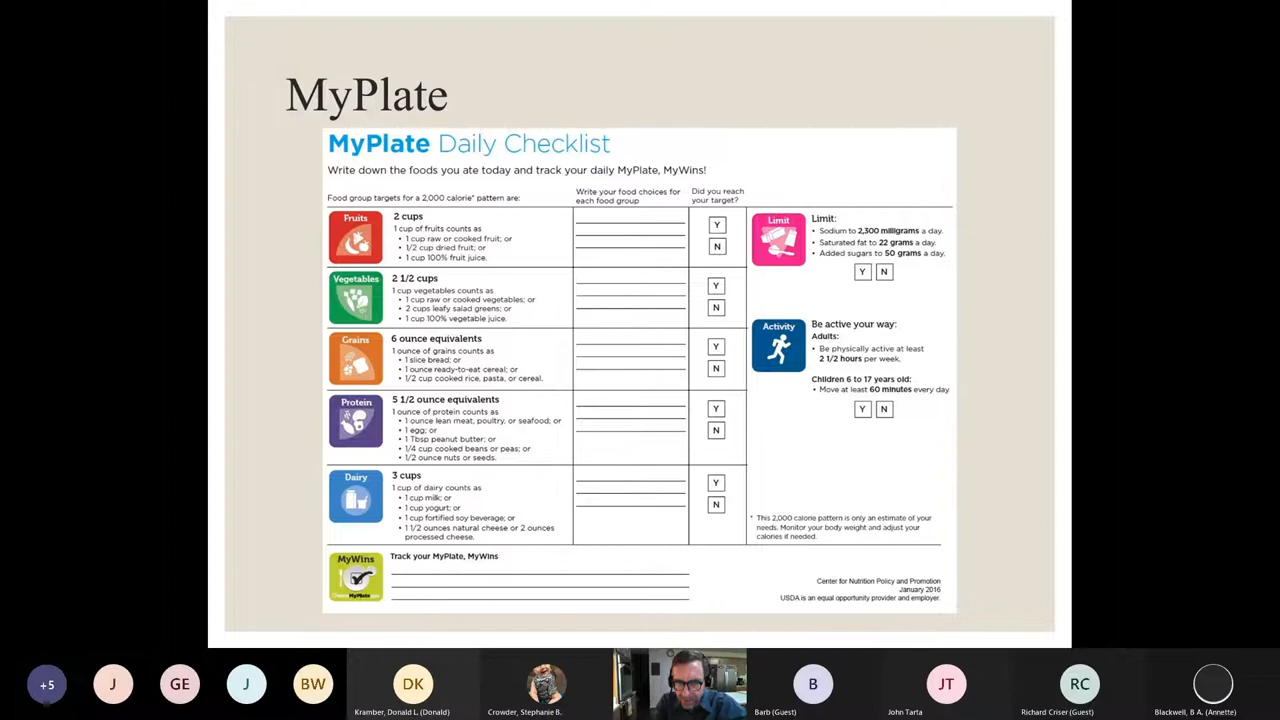 MyPlate
MyPlate Daily Checklist
Write down the foods you ate today and track your daily MyPlate, MyWins!
Food group targets for a 2,000 calorie* pattern are:
Write your food choices for
each food group
Did you reach
your target?
Fruits
2 cups
1 cup of fruits counts as
• 1 cup raw or cooked fruit; or
• 1/2 cup dried fruit; or
• 1 cup 100% fruit juice.
Y
N
Vegetables
2 1/2 cups
1 cup vegetables counts as
• 1 cup raw or cooked vegetables; or
• 2 cups leafy salad greens; or
• 1 cup 100% vegetable juice.
Y
N
Grains
6 ounce equivalents
1 ounce of grains counts as
• 1 slice bread; or
• 1 ounce ready-to-eat cereal; or
• 1/2 cup cooked rice, pasta, or cereal.
Y
N
Protein
5 1/2 ounce equivalents
1 ounce of protein counts as
• 1 ounce lean meat, poultry, or seafood; or
• 1 egg; or
• 1 Tbsp peanut butter; or
• 1/4 cup cooked beans or peas; or
• 1/2 ounce nuts or seeds.
Y
N
Dairy
3 cups
1 cup of dairy counts as
• 1 cup milk; or
• 1 cup yogurt; or
• 1 cup fortified soy beverage; or
• 1 1/2 ounces natural cheese or 2 ounces
processed cheese.
Y
N
Limit
Limit:
• Sodium to 2,300 milligrams a day.
• Saturated fat to 22 grams a day.
• Added sugars to 50 grams a day.
Y N
Activity
Be active your way:
Adults:
• Be physically active at least
2 1/2 hours per week.
Children 6 to 17 years old:
• Move at least 60 minutes every day.
Y N
* This 2,000 calorie pattern is only an estimate of your
needs. Monitor your body weight and adjust your
calories if needed.
MyWins
MyPlate
Track your MyPlate, MyWins
Center for Nutrition Policy and Promotion
January 2016
USDA is an equal opportunity provider and employer.
+5
J
GE
J
BW
DK
Kramber, Donald L. (Donald)
Crowder, Stephanie B.
B
Barb (Guest)
JT
John Tarta
RC
Richard Criser (Guest)
Blackwell, B A. (Annette)